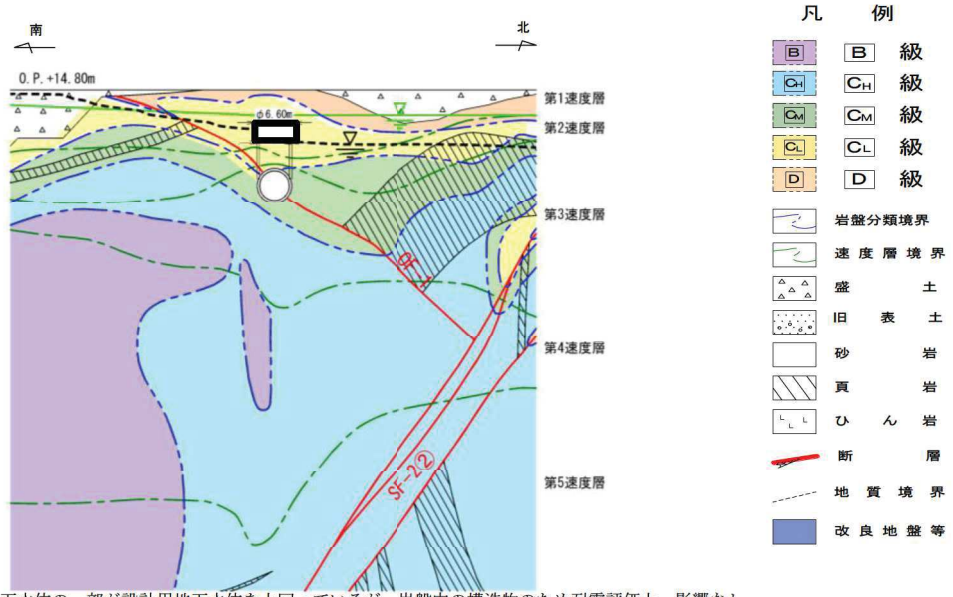 南
北
O.P.+14.80m
φ6.60m
第1速度層
第2速度層
第3速度層
第4速度層
第5速度層
SF-2②
凡例
B B 級
CH CH 級
CM CM 級
CL CL 級
D D 級
岩盤分類境界
速度層境界
盛土
旧表土
砂岩
頁岩
ひん岩
断層
地質境界
改良地盤等